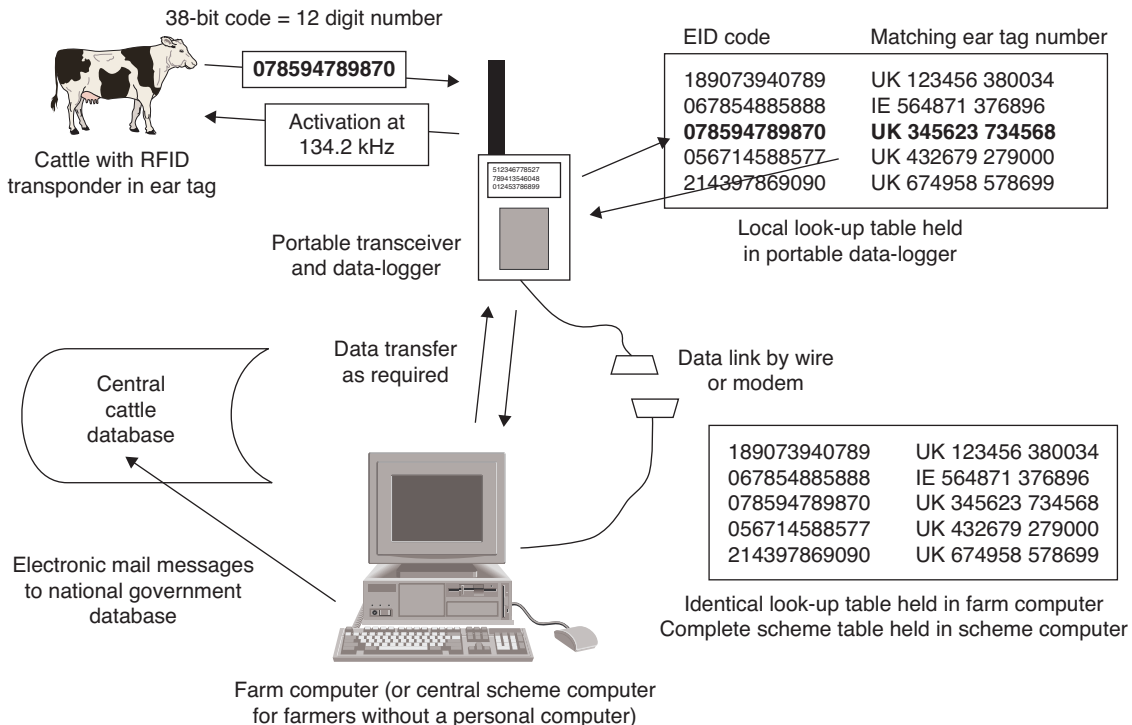 38-bit code = 12 digit number
078594789870
Activation at
134.2 kHz
Cattle with RFID
transponder in ear tag
512346778527
789413546048
012453786899
Portable transceiver
and data-logger
EID code Matching ear tag number
189073940789 UK 123456 380034
067854885888 IE 564871 376896
078594789870 UK 345623 734568
056714588577 UK 432679 279000
214397869090 UK 674958 578699
Local look-up table held
in portable data-logger
Data transfer
as required
Data link by wire
or modem
Central
cattle
database
189073940789 UK 123456 380034
067854885888 IE 564871 376896
078594789870 UK 345623 734568
056714588577 UK 432679 279000
214397869090 UK 674958 578699
Identical look-up table held in farm computer
Complete scheme table held in scheme computer
Electronic mail messages
to national government
database
Farm computer (or central scheme computer
for farmers without a personal computer)